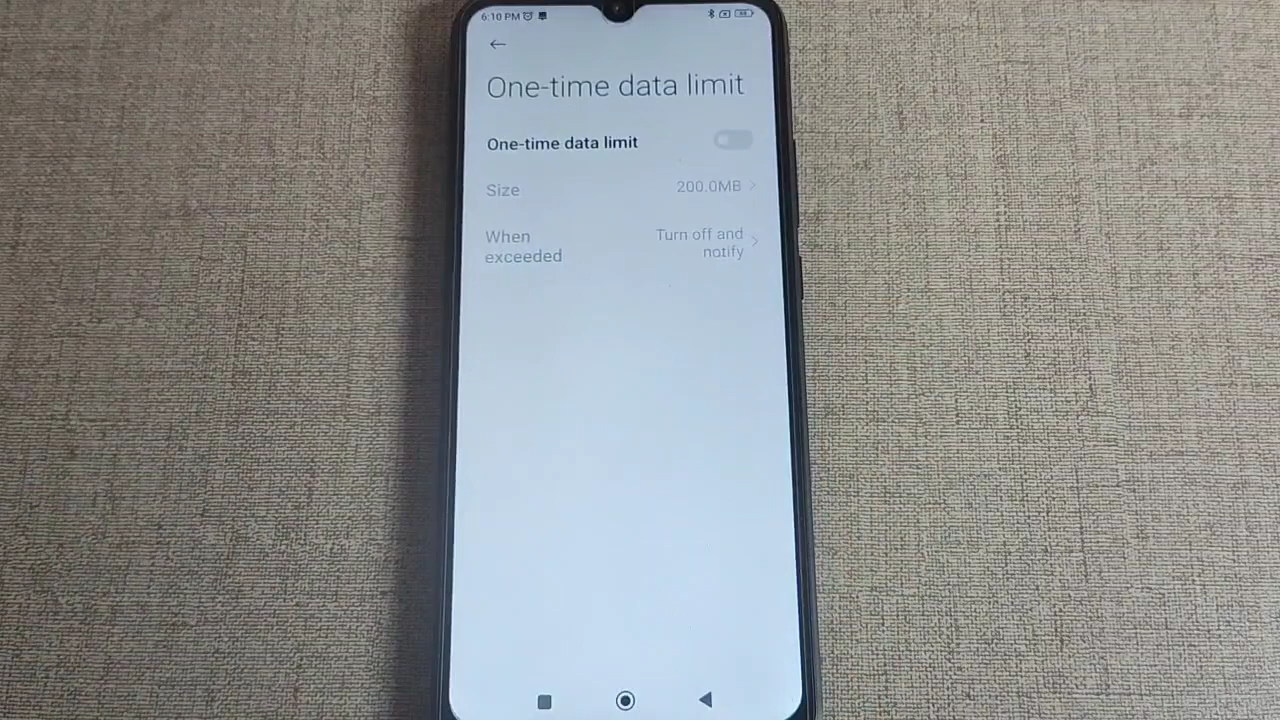 6:10 PM
One-time data limit
One-time data limit
Size 200.0MB
When exceeded
Turn off and notify